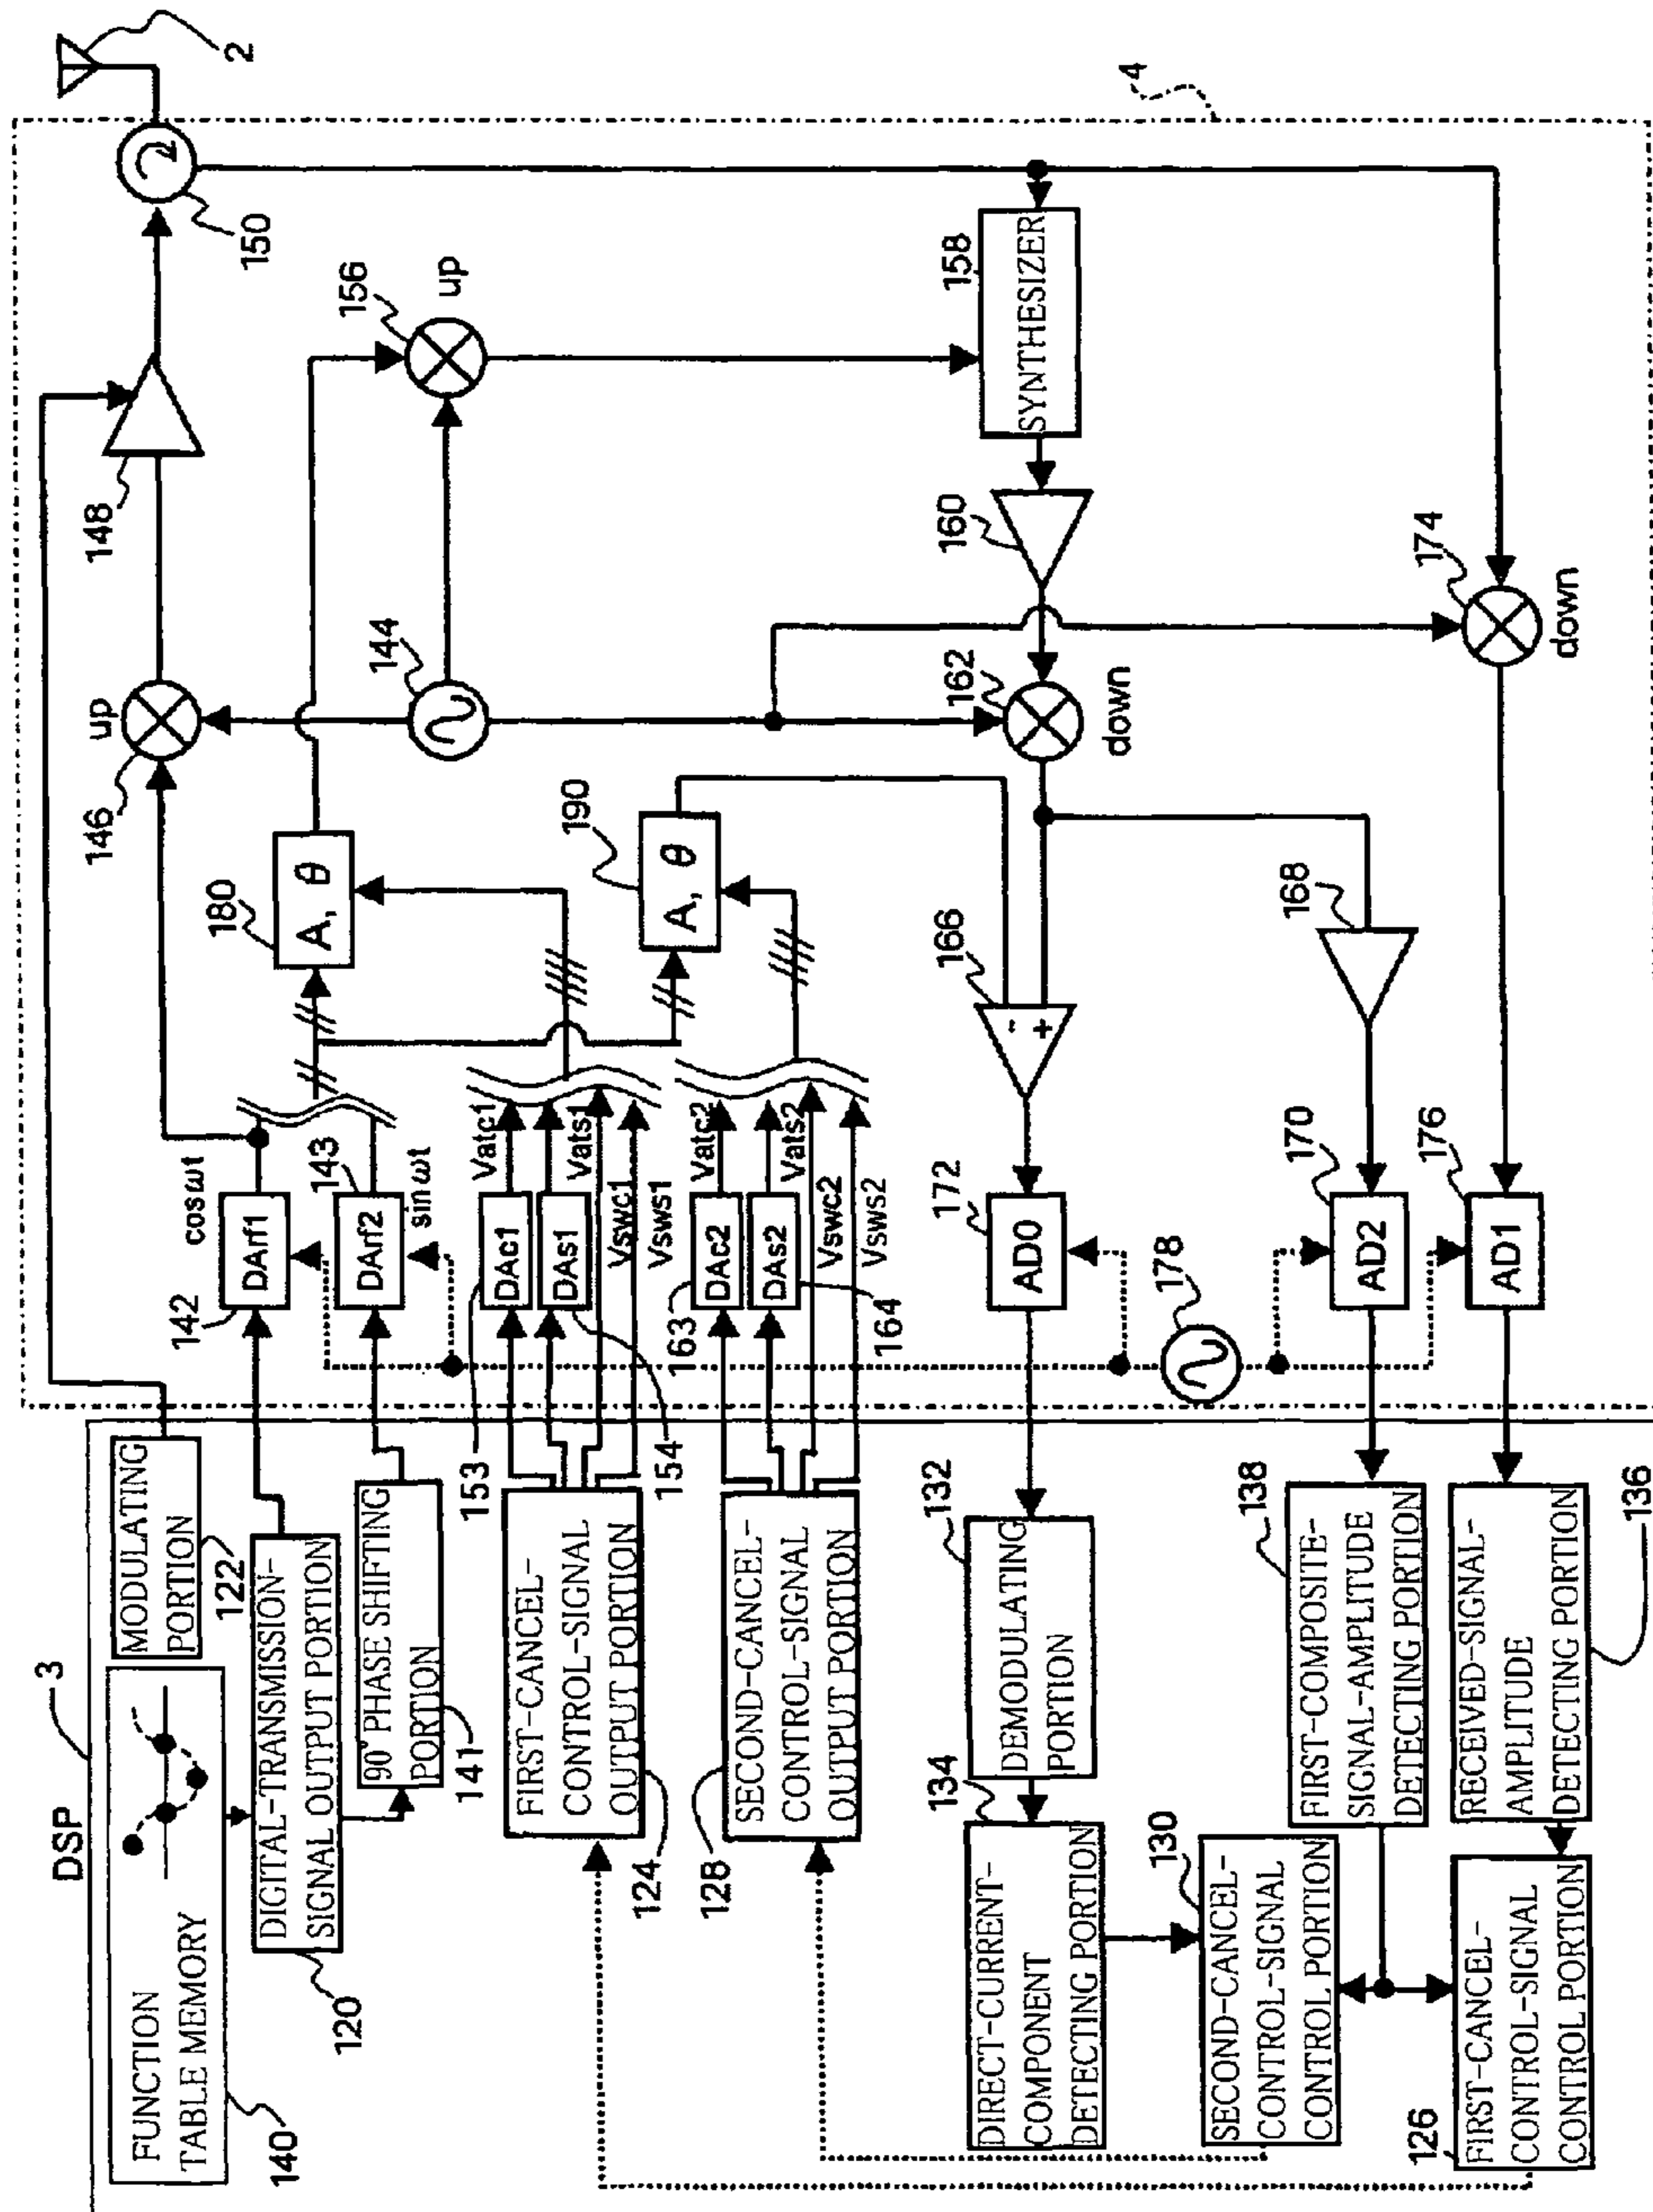 DSP
3
4
2
FUNCTION
TABLE MEMORY
140
MODULATING
PORTION
122
DIGITAL-TRANSMISSION-
SIGNAL OUTPUT PORTION
120
90° PHASE SHIFTING
PORTION
141
FIRST-CANCEL-
CONTROL-SIGNAL
OUTPUT PORTION
124
SECOND-CANCEL-
CONTROL-SIGNAL
OUTPUT PORTION
128
DEMODULATING
PORTION
132
134
DIRECT-CURRENT-
COMPONENT
DETECTING PORTION
130
SECOND-CANCEL-
CONTROL-SIGNAL
CONTROL PORTION
FIRST-COMPOSITE-
SIGNAL-AMPLITUDE
DETECTING PORTION
138
RECEIVED-SIGNAL-
AMPLITUDE
DETECTING PORTION
136
126
FIRST-CANCEL-
CONTROL-SIGNAL
CONTROL PORTION
142
DArf1
cosωt
143
DArf2
sinωt
153
DAc1
DAs1
154
Vatc1
Vats1
Vswc1
Vsws1
163
DAc2
DAs2
164
Vatc2
Vats2
Vswc2
Vsws2
172
AD0
178
170
AD2
176
AD1
180
A, θ
190
A, θ
166
-
+
168
146
up
144
162
down
148
156
up
160
158
SYNTHESIZER
174
down
150